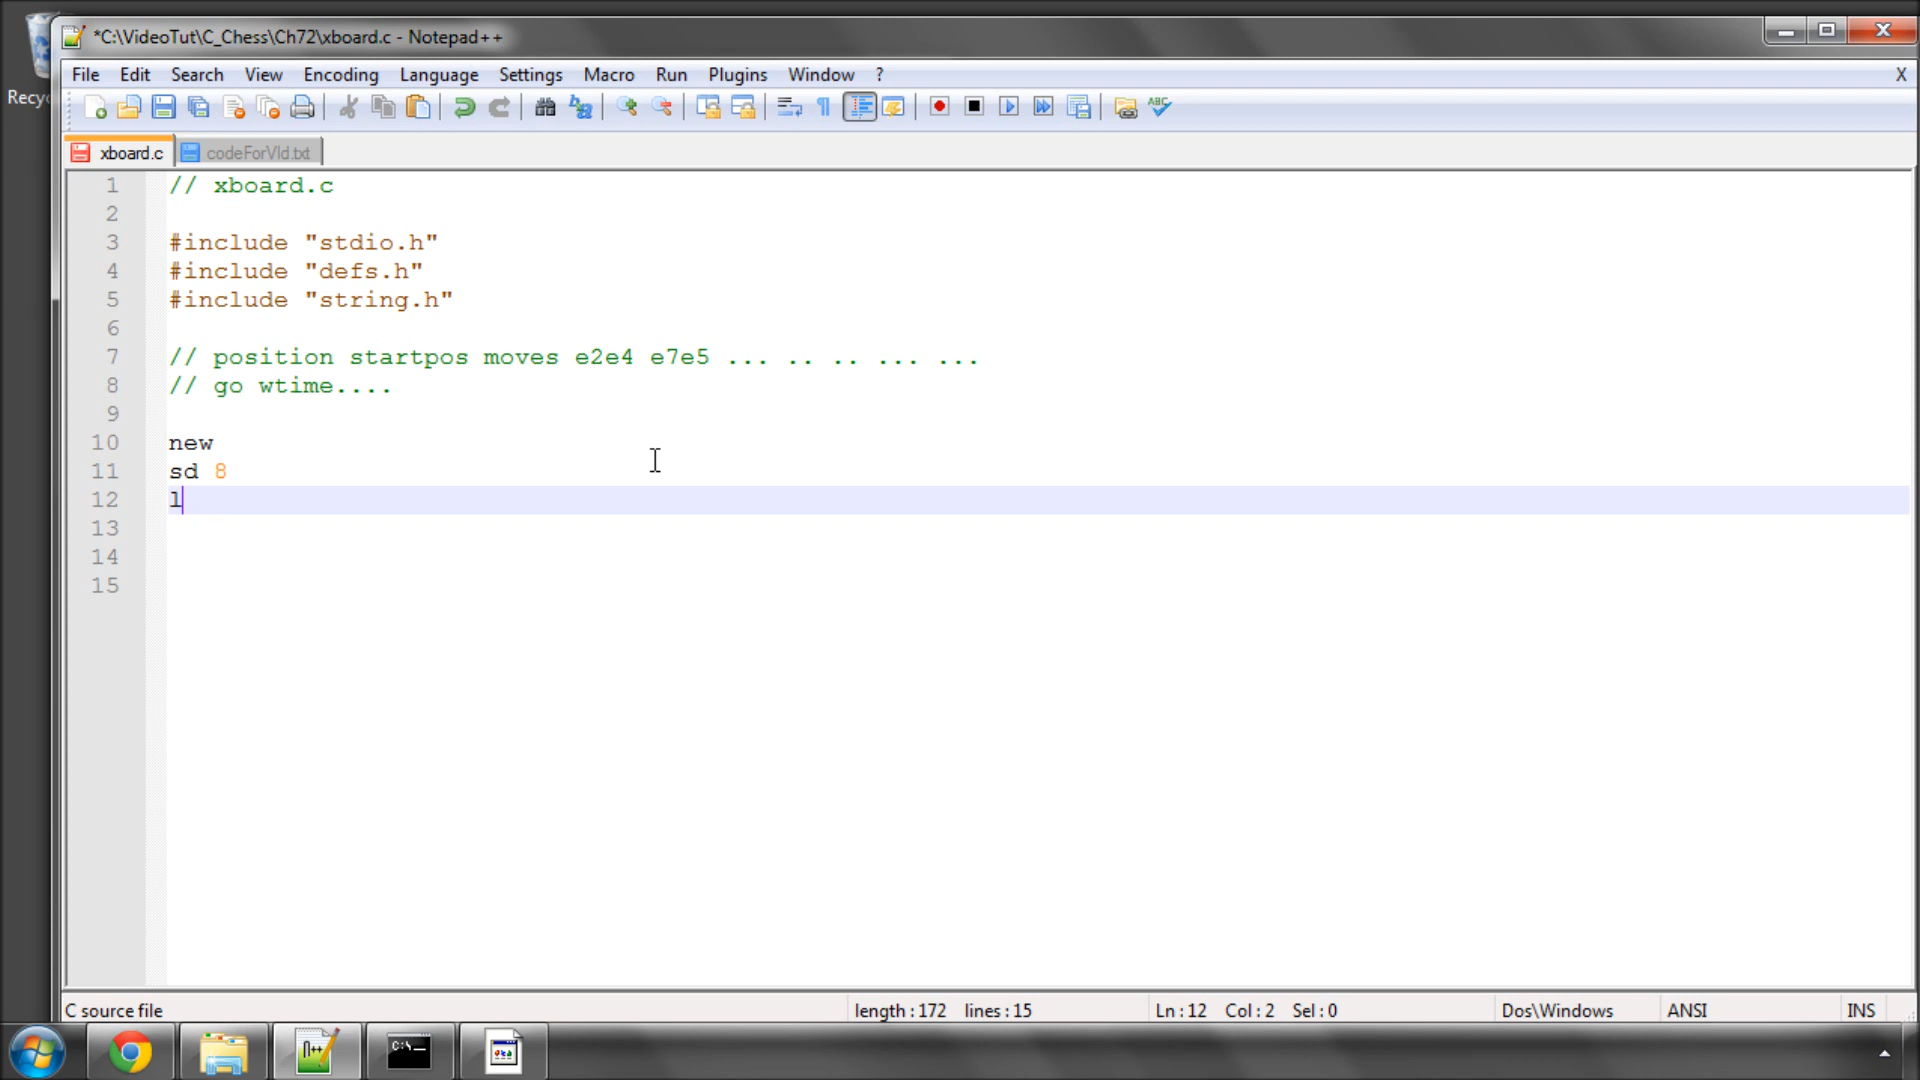 *C:\VideoTut\C_Chess\Ch72\xboard.c - Notepad++
Recyc
File Edit Search View Encoding Language Settings Macro Run Plugins Window ? X
xboard.c codeForVid.txt
1 // xboard.c
2
3 #include "stdio.h"
4 #include "defs.h"
5 #include "string.h"
6
7 // position startpos moves e2e4 e7e5 ... .. .. ... ...
8 // go wtime....
9
10 new
11 sd 8
12 l
13
14
15
C source file length : 172 lines : 15 Ln : 12 Col : 2 Sel : 0 Dos\Windows ANSI INS